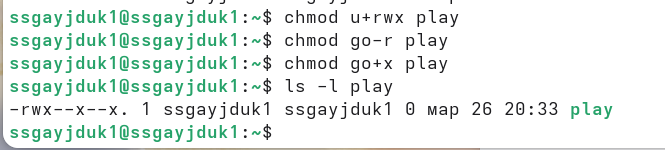 ssgayjduk1@ssgayjduk1:~$ chmod u+rwx play
ssgayjduk1@ssgayjduk1:~$ chmod go-r play
ssgayjduk1@ssgayjduk1:~$ chmod go+x play
ssgayjduk1@ssgayjduk1:~$ ls -l play
-rwx--x--x. 1 ssgayjduk1 ssgayjduk1 0 мар 26 20:33 play
ssgayjduk1@ssgayjduk1:~$